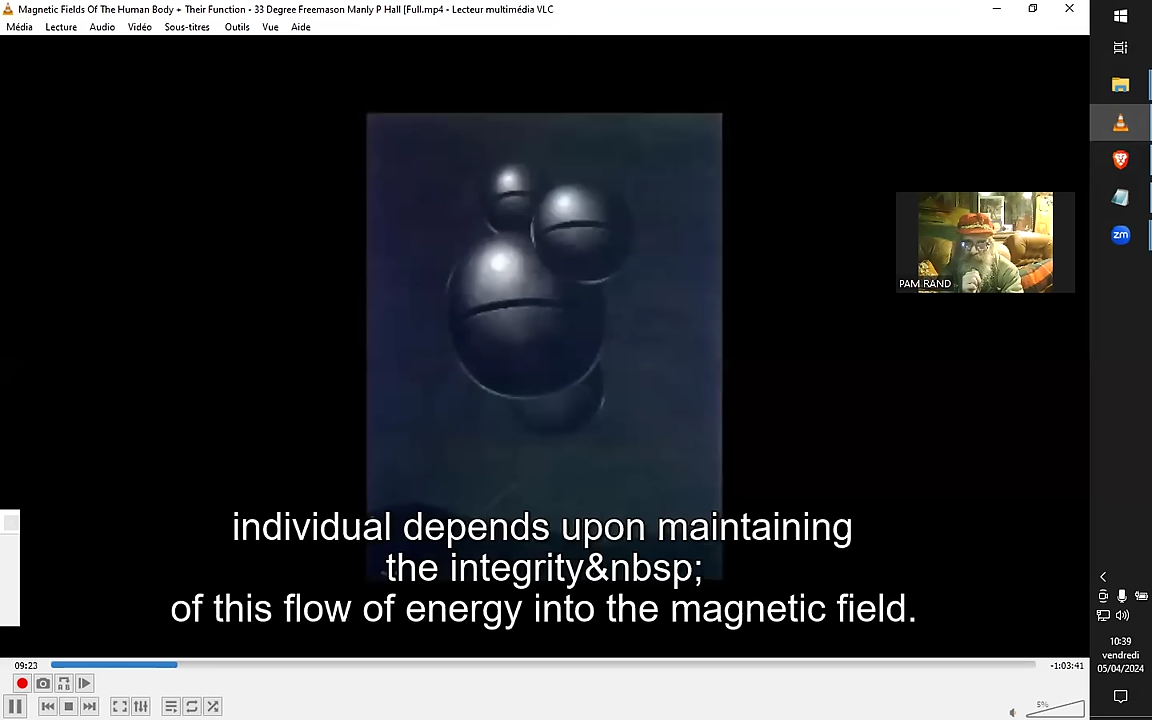 Magnetic Fields Of The Human Body + Their Function - 33 Degree Freemason Manly P Hall [Full.mp4 - Lecteur multimédia VLC
Média Lecture Audio Vidéo Sous-titres Outils Vue Aide
zm
PAM RAND
individual depends upon maintaining
the integrity&nbsp;
of this flow of energy into the magnetic field.
09:23
-1:03:41
10:39
vendredi
05/04/2024
5%